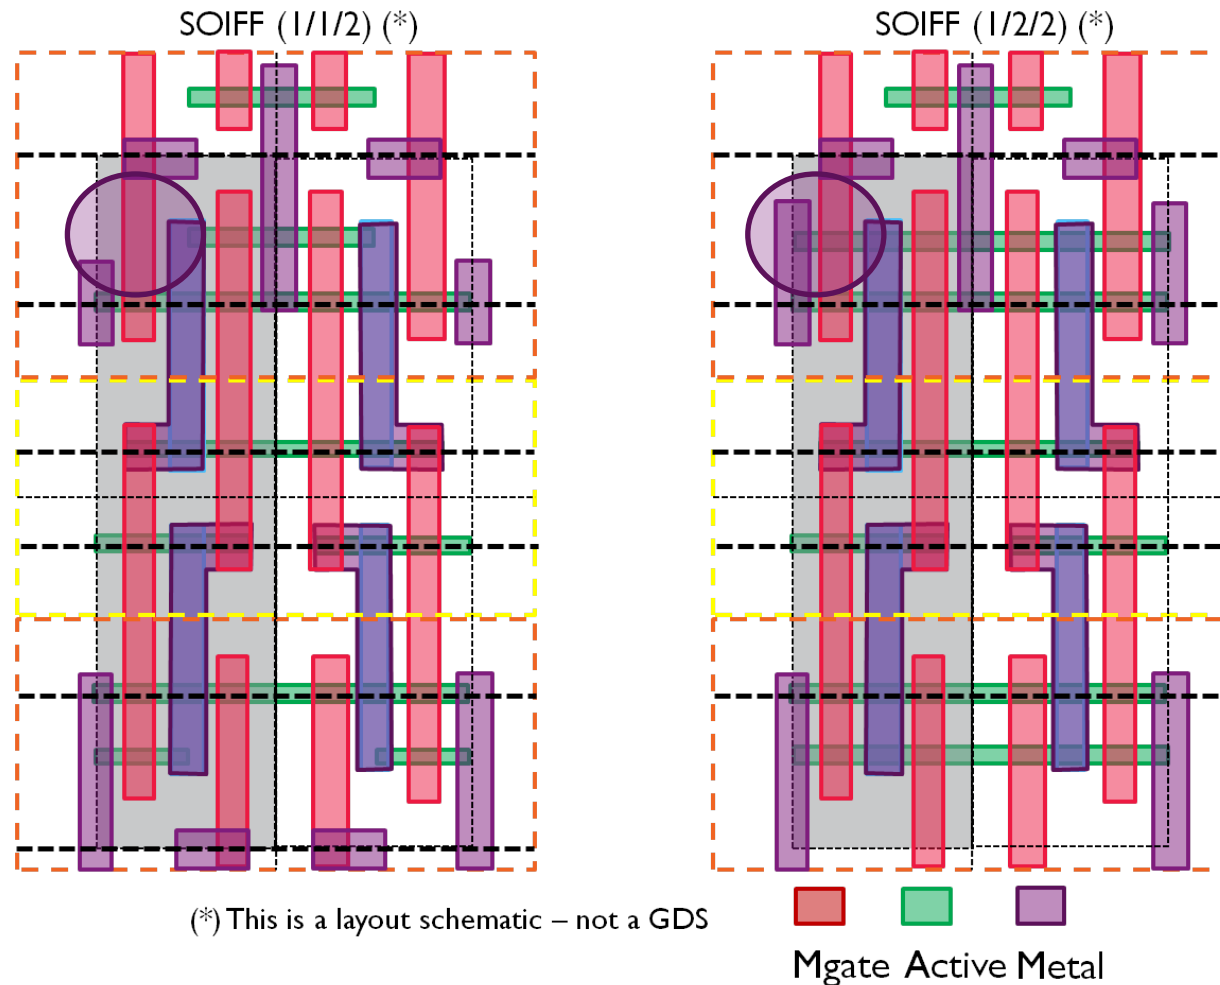 SOIFF (1/1/2) (*)
SOIFF (1/2/2) (*)
(*) This is a layout schematic – not a GDS
Mgate Active Metal